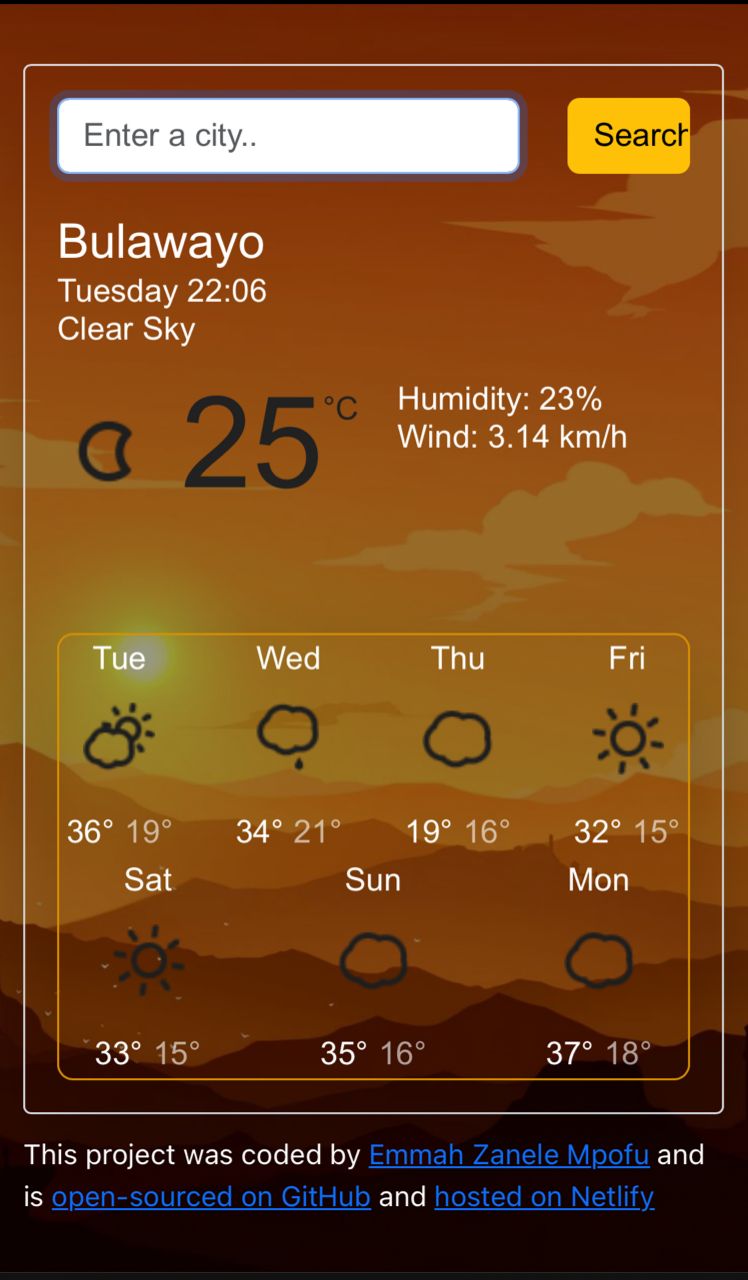 Enter a city..
Search
Bulawayo
Tuesday 22:06
Clear Sky
25 °C
Humidity: 23%
Wind: 3.14 km/h
Tue Wed Thu Fri
36° 19° 34° 21° 19° 16° 32° 15°
Sat Sun Mon
33° 15° 35° 16° 37° 18°
This project was coded by Emmah Zanele Mpofu and
is open-sourced on GitHub and hosted on Netlify